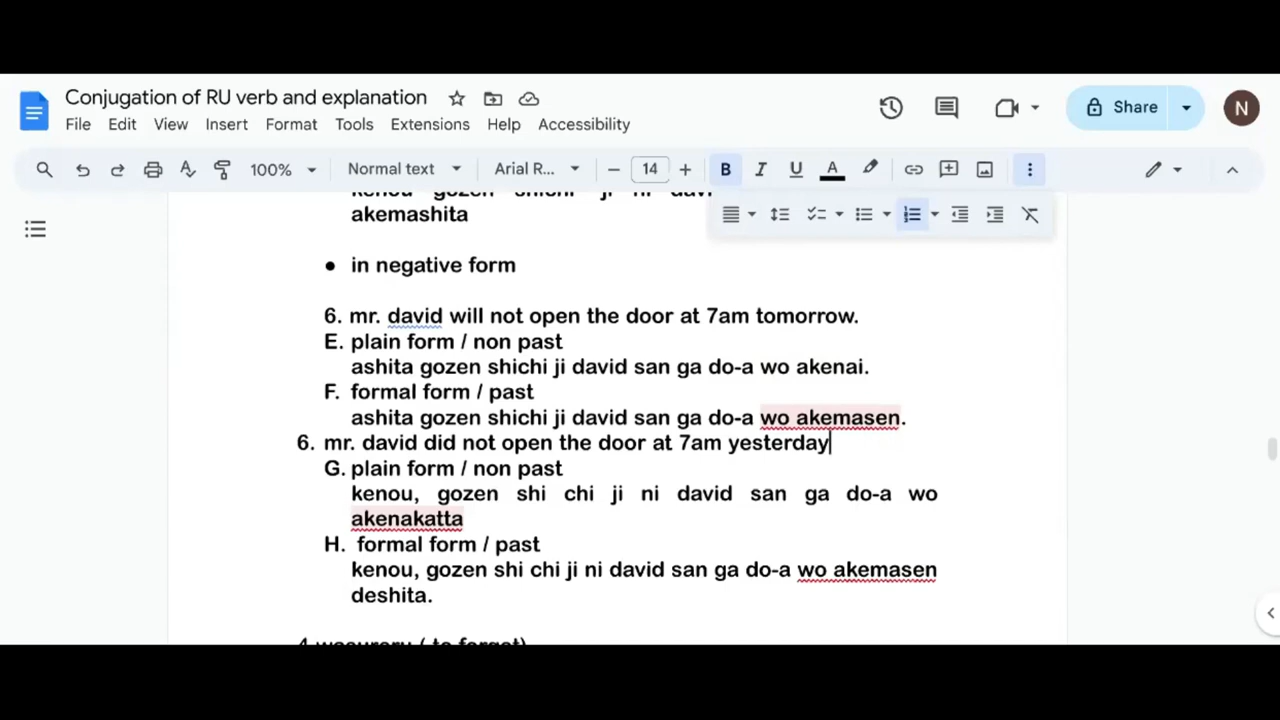 Conjugation of RU verb and explanation
File Edit View Insert Format Tools Extensions Help Accessibility
Share
N
100% Normal text Arial R... 14 B I U A
kenou gozen shichi ji ni
akemashita
● in negative form
6. mr. david will not open the door at 7am tomorrow.
E. plain form / non past
ashita gozen shichi ji david san ga do-a wo akenai.
F. formal form / past
ashita gozen shichi ji david san ga do-a wo akemasen.
6. mr. david did not open the door at 7am yesterday
G. plain form / non past
kenou, gozen shi chi ji ni david san ga do-a wo
akenakatta
H. formal form / past
kenou, gozen shi chi ji ni david san ga do-a wo akemasen
deshita.